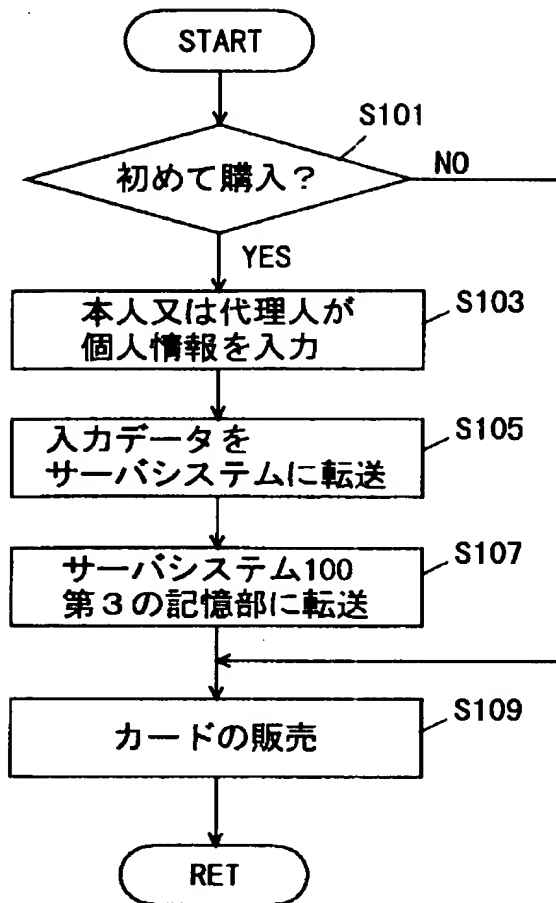 START
S101
初めて購入？
NO
YES
本人又は代理人が
個人情報を入力
S103
入力データを
サーバシステムに転送
S105
サーバシステム100
第３の記憶部に転送
S107
カードの販売
S109
RET